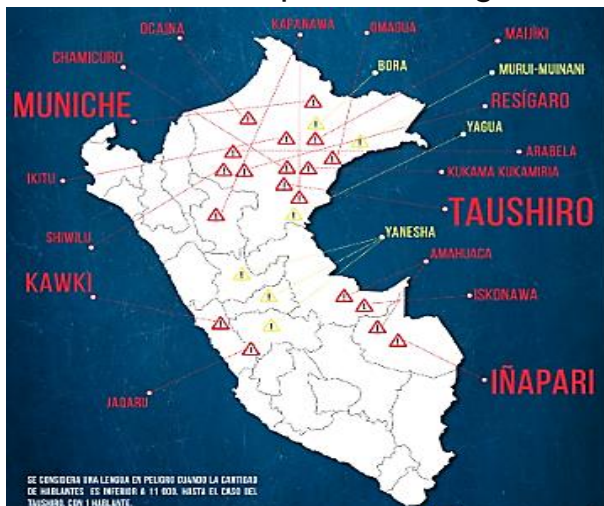 OCAINA
KAPANAWA
OMAGUA
MAIJIKI
CHAMICURO
BORA
MURUI-MUINANI
MUNICHE
RESÍGARO
YAGUA
ARABELA
IKITU
KUKAMA KUKAMIRIA
TAUSHIRO
SHIWILU
YANESHA
AMAHUACA
KAWKI
ISKONAWA
IÑAPARI
JAQARU
SE CONSIDERA UNA LENGUA EN PELIGRO CUANDO LA CANTIDAD
DE HABLANTES ES INFERIOR A 11 000. HASTA EL CASO DEL
TAUSHIRO, CON 1 HABLANTE.